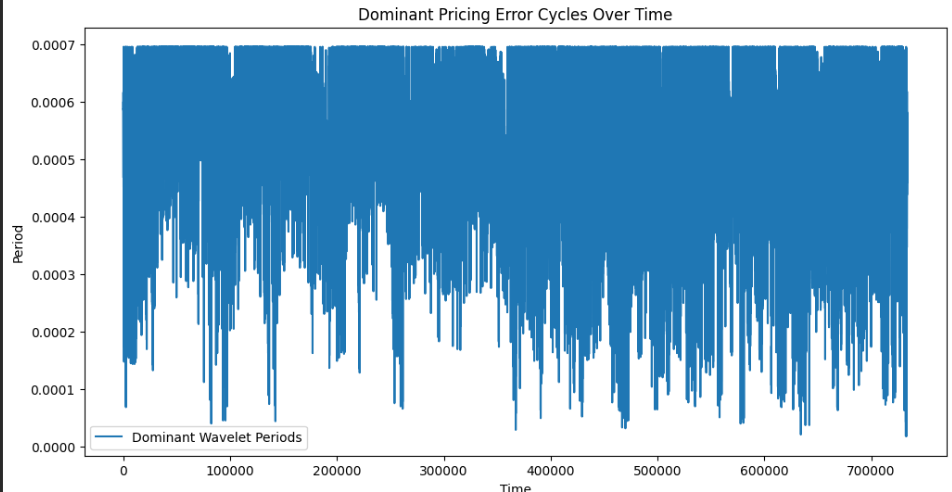 Dominant Pricing Error Cycles Over Time
0.0007
0.0006
0.0005
0.0004
0.0003
0.0002
0.0001
0.0000
Period
Dominant Wavelet Periods
0 100000 200000 300000 400000 500000 600000 700000
Time